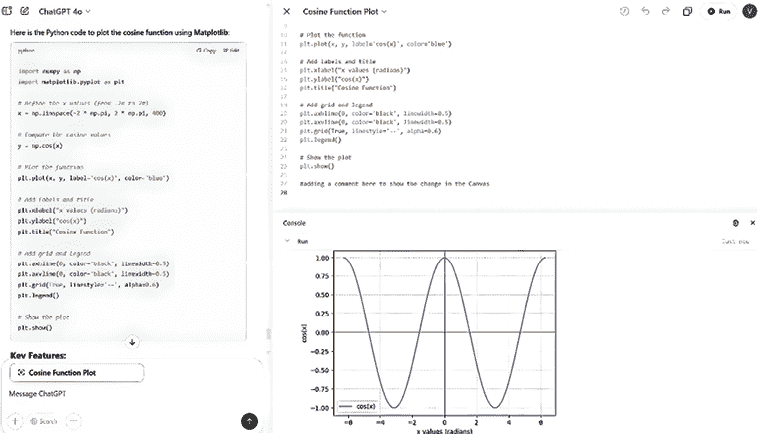 ChatGPT 4o
Here is the Python code to plot the cosine function using Matplotlib:
python
Copy
Edit
import numpy as np
import matplotlib.pyplot as plt
# Define the x values (from -2π to 2π)
x = np.linspace(-2 * np.pi, 2 * np.pi, 400)
# Compute the cosine values
y = np.cos(x)
# Plot the function
plt.plot(x, y, label='cos(x)', color='blue')
# Add labels and title
plt.xlabel("x values (radians)")
plt.ylabel("cos(x)")
plt.title("Cosine Function")
# Add grid and legend
plt.axhline(0, color='black', linewidth=0.5)
plt.axvline(0, color='black', linewidth=0.5)
plt.grid(True, linestyle='--', alpha=0.6)
plt.legend()
# Show the plot
plt.show()
Key Features:
Cosine Function Plot
Message ChatGPT
Search
Cosine Function Plot
Run
V
# Plot the function
plt.plot(x, y, label='cos(x)', color='blue')
# Add labels and title
plt.xlabel("x values (radians)")
plt.ylabel("cos(x)")
plt.title("Cosine Function")
# Add grid and legend
plt.axhline(0, color='black', linewidth=0.5)
plt.axvline(0, color='black', linewidth=0.5)
plt.grid(True, linestyle='--', alpha=0.6)
plt.legend()
# Show the plot
plt.show()
#adding a comment here to show the change in the Canvas
28
Console
Run
Just now
1.00
0.75
0.50
0.25
0.00
−0.25
−0.50
−0.75
−1.00
cos(x)
cos(x)
−6 −4 −2 0 2 4 6
x values (radians)